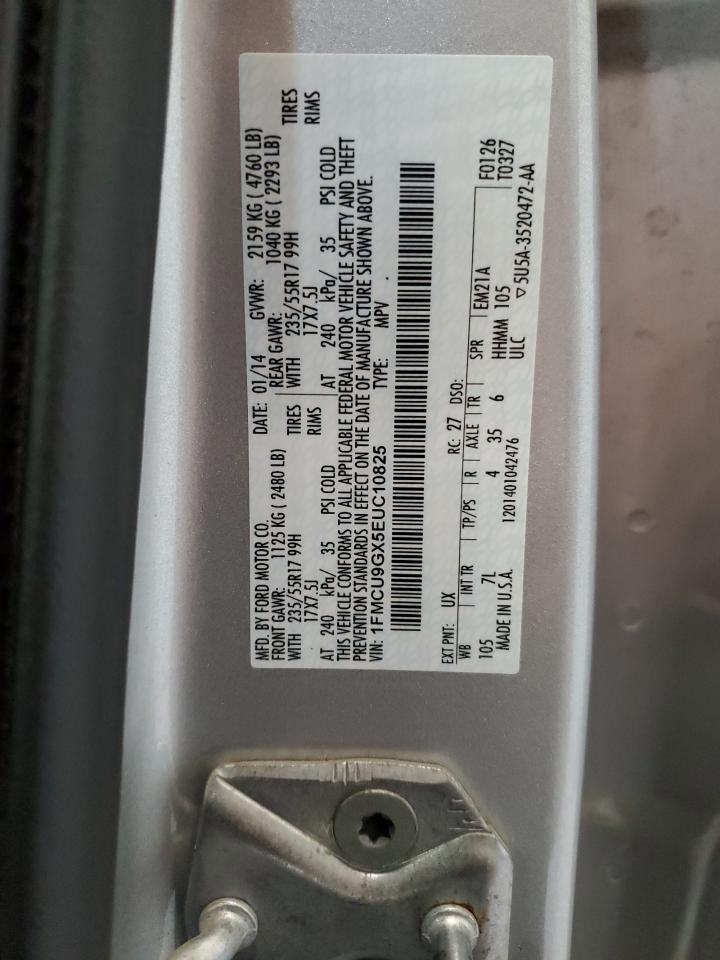 MFD. BY FORD MOTOR CO.
DATE: 01/14 GVWR: 2159 KG ( 4760 LB)
FRONT GAWR: 1125 KG ( 2480 LB) REAR GAWR: 1040 KG ( 2293 LB)
WITH 235/55R17 99H TIRES WITH 235/55R17 99H TIRES
17X7.5J RIMS 17X7.5J RIMS
AT 240 kPa/ 35 PSI COLD AT 240 kPa/ 35 PSI COLD
THIS VEHICLE CONFORMS TO ALL APPLICABLE FEDERAL MOTOR VEHICLE SAFETY AND THEFT
PREVENTION STANDARDS IN EFFECT ON THE DATE OF MANUFACTURE SHOWN ABOVE.
VIN: 1FMCU9GX5EUC10825 TYPE: MPV
EXT PNT: UX RC: 27 DSO: F0126
WB INT TR TP/PS R AXLE TR SPR EM21A T0327
105 7L 4 35 6 HHMM 105
MADE IN U.S.A. 1201401042476 ULC ▽5U5A-3520472-AA